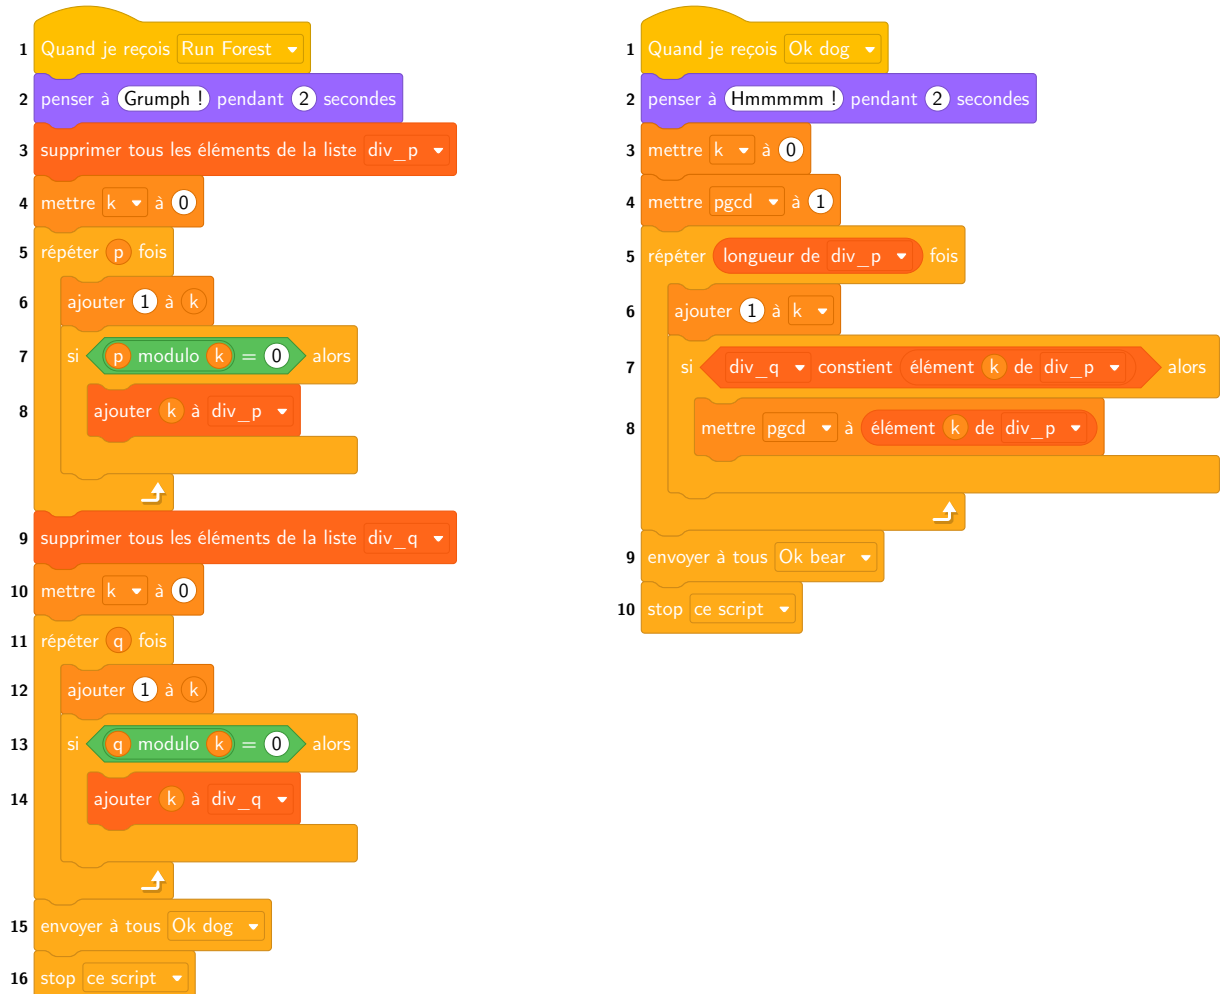 1 Quand je reçois Run Forest
2 penser à Grumph ! pendant 2 secondes
3 supprimer tous les éléments de la liste div_p
4 mettre k à 0
5 répéter p fois
6 ajouter 1 à k
7 si p modulo k = 0 alors
8 ajouter k à div_p
9 supprimer tous les éléments de la liste div_q
10 mettre k à 0
11 répéter q fois
12 ajouter 1 à k
13 si q modulo k = 0 alors
14 ajouter k à div_q
15 envoyer à tous Ok dog
16 stop ce script
1 Quand je reçois Ok dog
2 penser à Hmmmmm ! pendant 2 secondes
3 mettre k à 0
4 mettre pgcd à 1
5 répéter longueur de div_p fois
6 ajouter 1 à k
7 si div_q constient élément k de div_p alors
8 mettre pgcd à élément k de div_p
9 envoyer à tous Ok bear
10 stop ce script